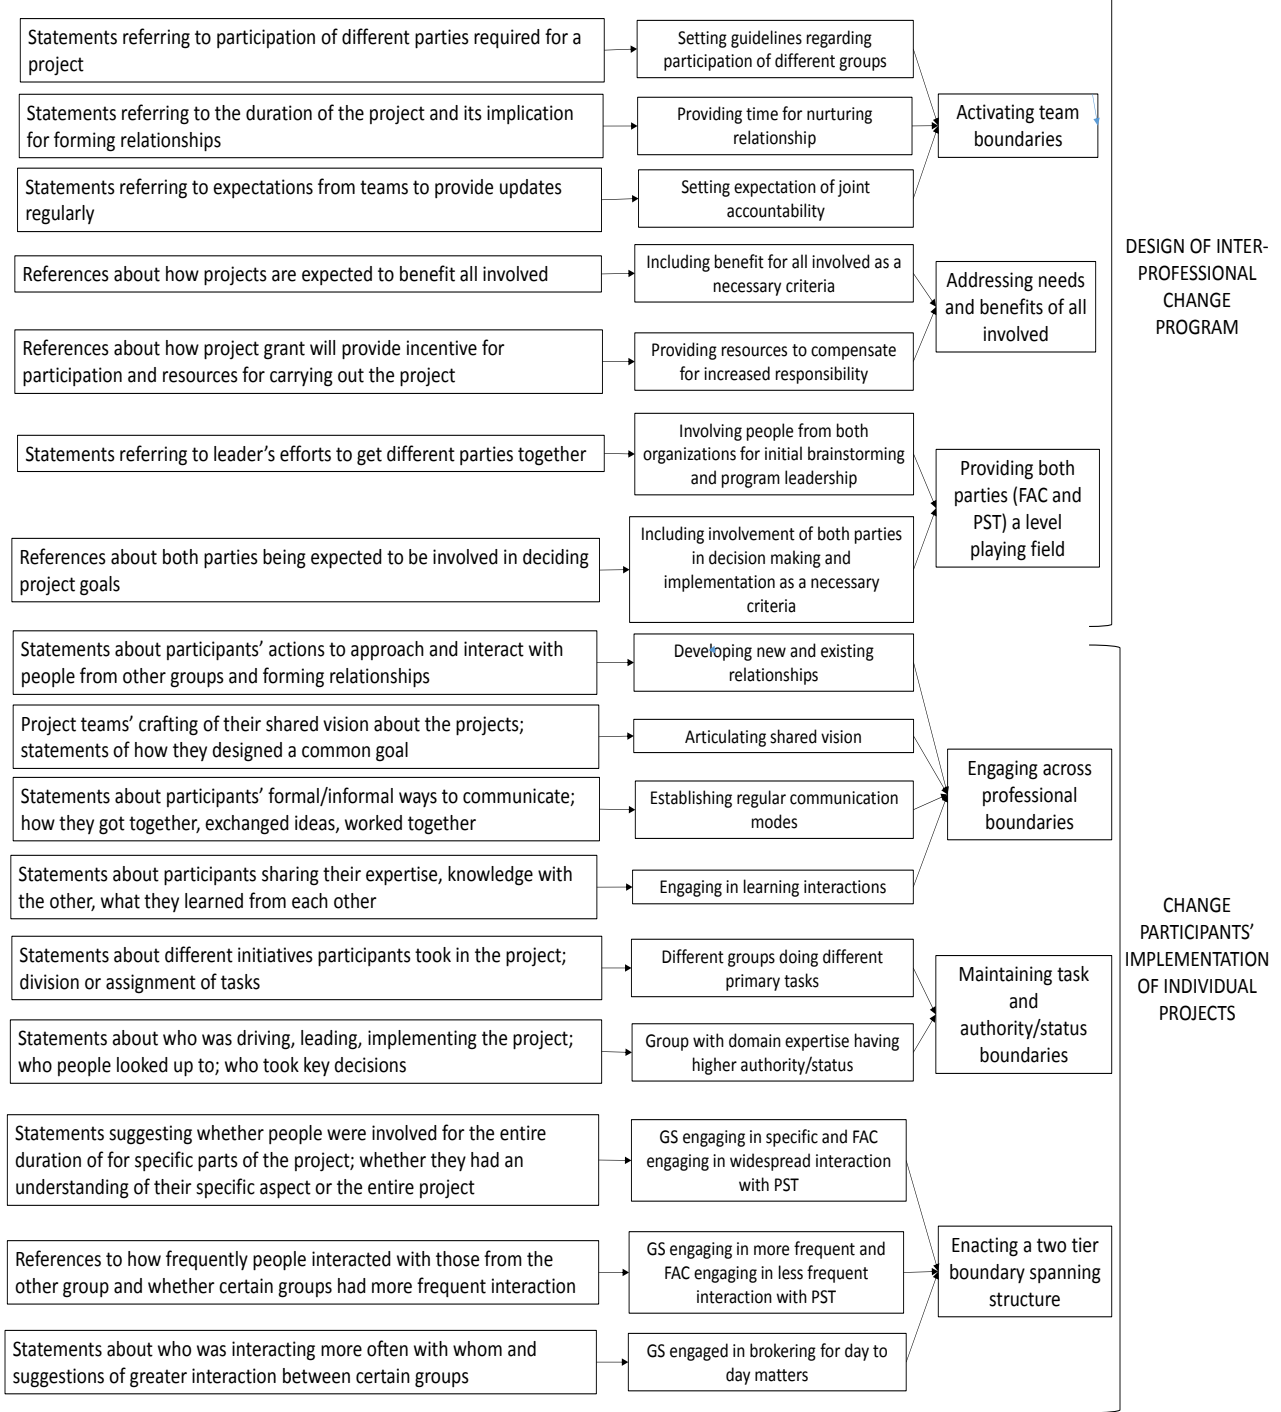 Statements referring to participation of different parties required for a
project
Setting guidelines regarding
participation of different groups
Statements referring to the duration of the project and its implication
for forming relationships
Providing time for nurturing
relationship
Activating team
boundaries
Statements referring to expectations from teams to provide updates
regularly
Setting expectation of joint
accountability
References about how projects are expected to benefit all involved
Including benefit for all involved as a
necessary criteria
Addressing needs
and benefits of all
involved
References about how project grant will provide incentive for
participation and resources for carrying out the project
Providing resources to compensate
for increased responsibility
DESIGN OF INTER-
PROFESSIONAL
CHANGE
PROGRAM
Statements referring to leader’s efforts to get different parties together
Involving people from both
organizations for initial brainstorming
and program leadership
Providing both
parties (FAC and
PST) a level
playing field
References about both parties being expected to be involved in deciding
project goals
Including involvement of both parties
in decision making and
implementation as a necessary
criteria
Statements about participants’ actions to approach and interact with
people from other groups and forming relationships
Developing new and existing
relationships
Project teams’ crafting of their shared vision about the projects;
statements of how they designed a common goal
Articulating shared vision
Engaging across
professional
boundaries
Statements about participants’ formal/informal ways to communicate;
how they got together, exchanged ideas, worked together
Establishing regular communication
modes
Statements about participants sharing their expertise, knowledge with
the other, what they learned from each other
Engaging in learning interactions
CHANGE
PARTICIPANTS’
IMPLEMENTATION
OF INDIVIDUAL
PROJECTS
Statements about different initiatives participants took in the project;
division or assignment of tasks
Different groups doing different
primary tasks
Maintaining task
and
authority/status
boundaries
Statements about who was driving, leading, implementing the project;
who people looked up to; who took key decisions
Group with domain expertise having
higher authority/status
Statements suggesting whether people were involved for the entire
duration of for specific parts of the project; whether they had an
understanding of their specific aspect or the entire project
GS engaging in specific and FAC
engaging in widespread interaction
with PST
References to how frequently people interacted with those from the
other group and whether certain groups had more frequent interaction
GS engaging in more frequent and
FAC engaging in less frequent
interaction with PST
Enacting a two tier
boundary spanning
structure
Statements about who was interacting more often with whom and
suggestions of greater interaction between certain groups
GS engaged in brokering for day to
day matters